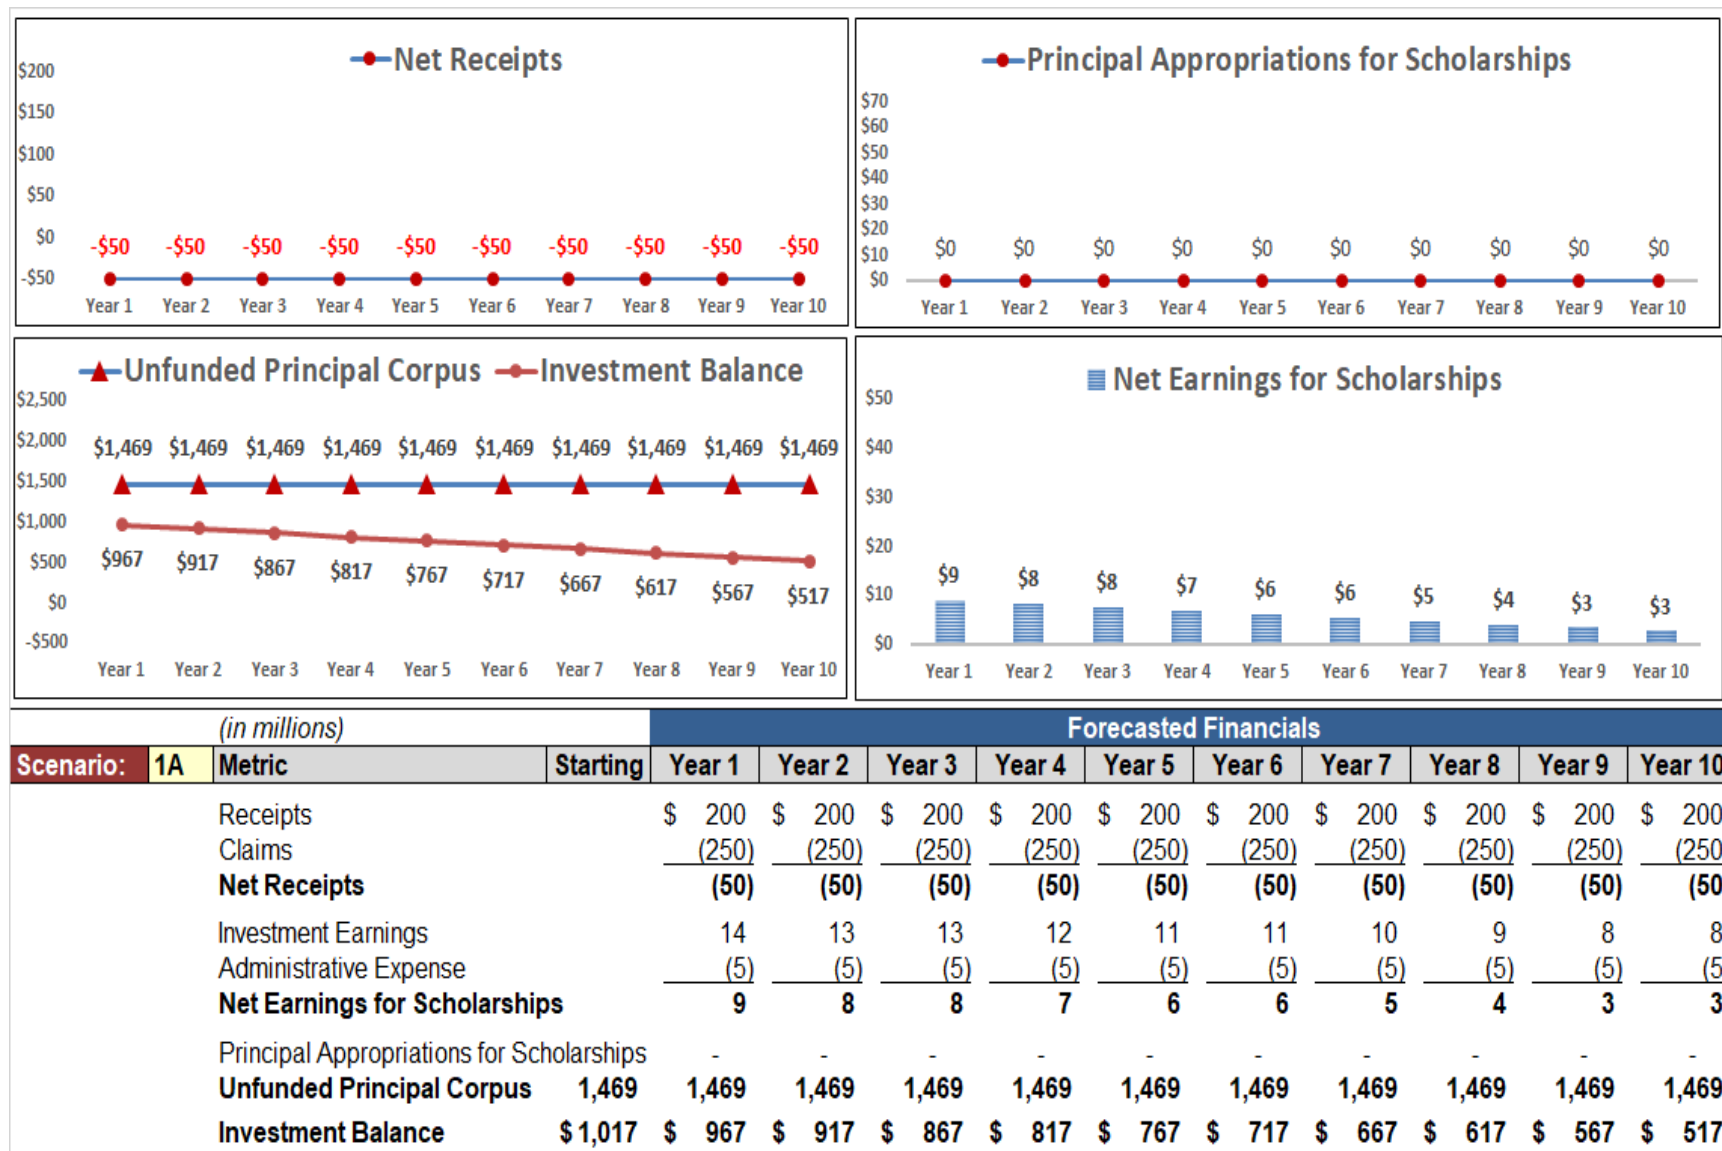 Net Receipts
$200
$150
$100
$50
$0
-$50
-$50 -$50 -$50 -$50 -$50 -$50 -$50 -$50 -$50 -$50
Year 1 Year 2 Year 3 Year 4 Year 5 Year 6 Year 7 Year 8 Year 9 Year 10
Principal Appropriations for Scholarships
$70
$60
$50
$40
$30
$20
$10
$0
$0 $0 $0 $0 $0 $0 $0 $0 $0 $0
Year 1 Year 2 Year 3 Year 4 Year 5 Year 6 Year 7 Year 8 Year 9 Year 10
Unfunded Principal Corpus Investment Balance
$2,500
$2,000
$1,500
$1,000
$500
$0
-$500
$1,469 $1,469 $1,469 $1,469 $1,469 $1,469 $1,469 $1,469 $1,469 $1,469
$967 $917 $867 $817 $767 $717 $667 $617 $567 $517
Year 1 Year 2 Year 3 Year 4 Year 5 Year 6 Year 7 Year 8 Year 9 Year 10
Net Earnings for Scholarships
$50
$40
$30
$20
$10
$0
$9 $8 $8 $7 $6 $6 $5 $4 $3 $3
Year 1 Year 2 Year 3 Year 4 Year 5 Year 6 Year 7 Year 8 Year 9 Year 10
(in millions) Forecasted Financials
Scenario: 1A Metric Starting Year 1 Year 2 Year 3 Year 4 Year 5 Year 6 Year 7 Year 8 Year 9 Year 10
Receipts $ 200 $ 200 $ 200 $ 200 $ 200 $ 200 $ 200 $ 200 $ 200 $ 200
Claims (250) (250) (250) (250) (250) (250) (250) (250) (250) (250
Net Receipts (50) (50) (50) (50) (50) (50) (50) (50) (50) (50
Investment Earnings 14 13 13 12 11 11 10 9 8 8
Administrative Expense (5) (5) (5) (5) (5) (5) (5) (5) (5) (5
Net Earnings for Scholarships 9 8 8 7 6 6 5 4 3 3
Principal Appropriations for Scholarships - - - - - - - - - -
Unfunded Principal Corpus 1,469 1,469 1,469 1,469 1,469 1,469 1,469 1,469 1,469 1,469 1,469
Investment Balance $ 1,017 $ 967 $ 917 $ 867 $ 817 $ 767 $ 717 $ 667 $ 617 $ 567 $ 517